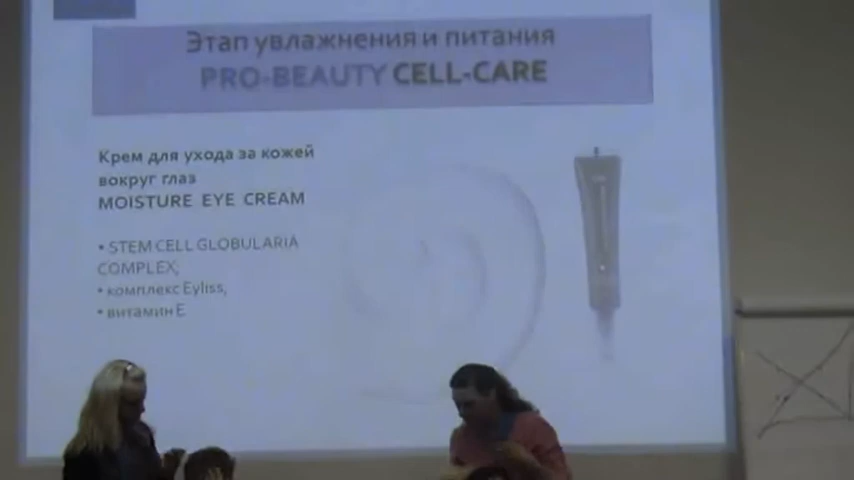 Этап увлажнения и питания
PRO-BEAUTY CELL-CARE
Крем для ухода за кожей
вокруг глаз
MOISTURE EYE CREAM
• STEM CELL GLOBULARIA
COMPLEX;
• комплекс Eyliss,
• витамин Е